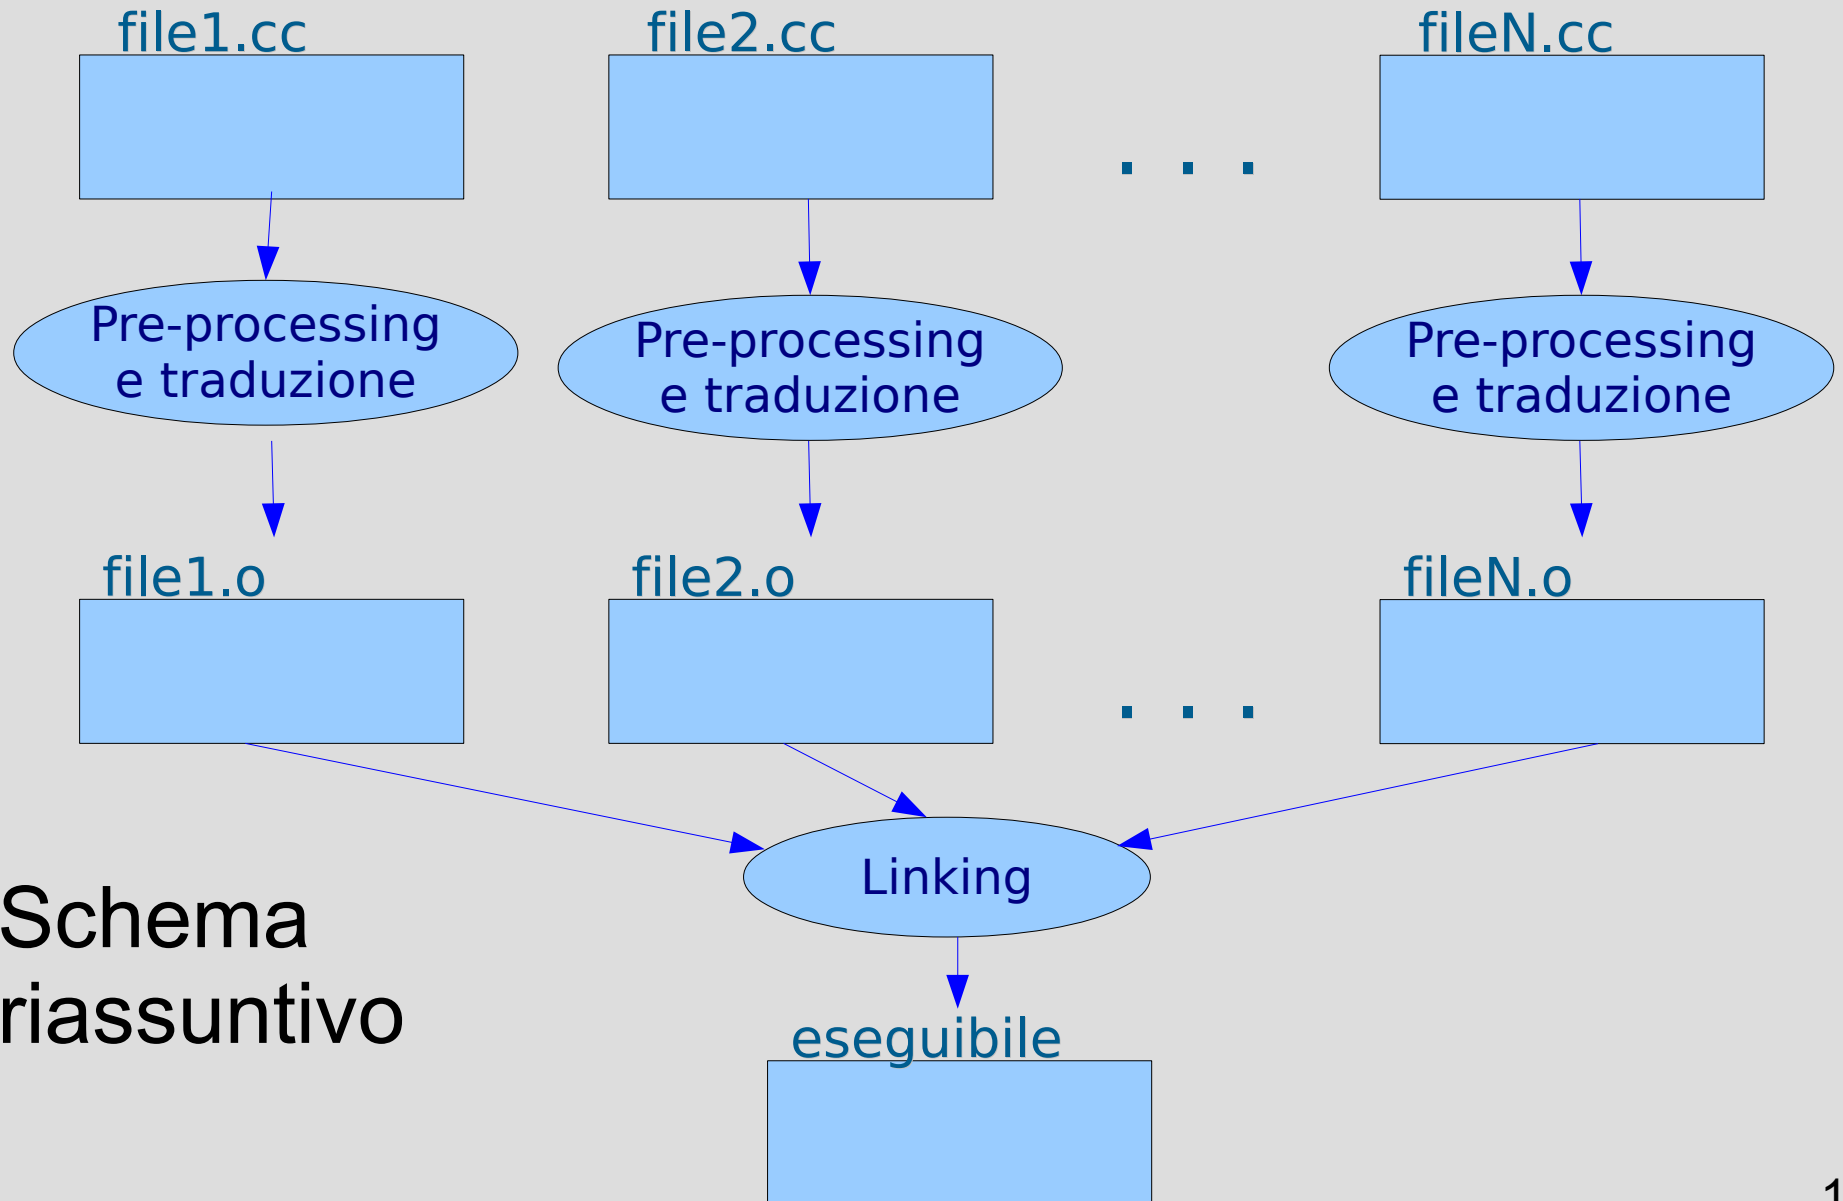 file1.cc
file2.cc
fileN.cc
. . .
Pre-processing
e traduzione
Pre-processing
e traduzione
Pre-processing
e traduzione
file1.o
file2.o
fileN.o
. . .
Linking
Schema
riassuntivo
eseguibile
1